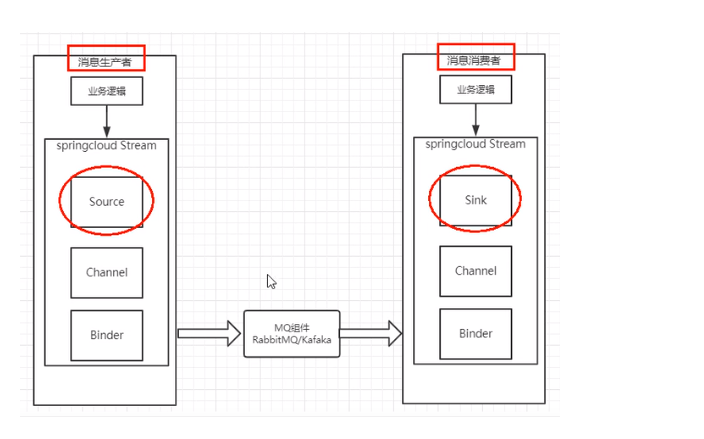 消息生产者
业务逻辑
springcloud Stream
Source
Channel
Binder
MQ组件
RabbitMQ/Kafaka
消息消费者
业务逻辑
springcloud Stream
Sink
Channel
Binder